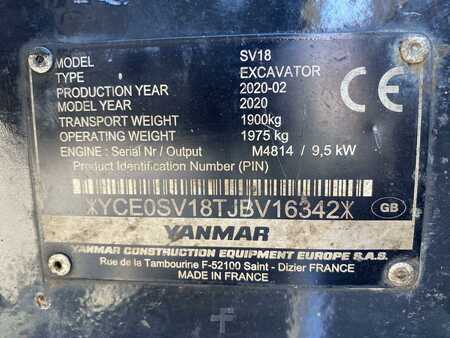 MODEL SV18
TYPE EXCAVATOR
PRODUCTION YEAR 2020-02
MODEL YEAR 2020
TRANSPORT WEIGHT 1900kg
OPERATING WEIGHT 1975 kg
ENGINE : Serial Nr / Output M4814 / 9,5 kW
Product Identification Number (PIN)
CE
*YCE0SV18TJBV16342*
GB
YANMAR
YANMAR CONSTRUCTION EQUIPMENT EUROPE S.A.S.
Rue de la Tambourine F-52100 Saint - Dizier FRANCE
MADE IN FRANCE